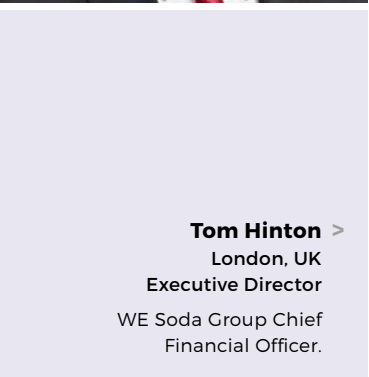 Tom Hinton >
London, UK
Executive Director
WE Soda Group Chief
Financial Officer.